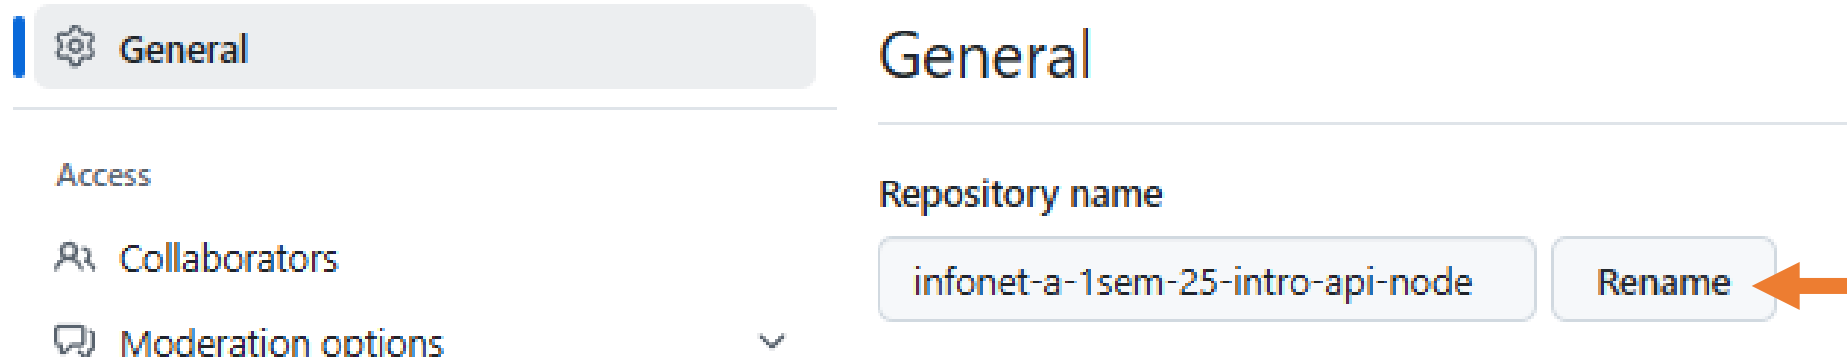 General
Access
Collaborators
Moderation options
General
Repository name
infonet-a-1sem-25-intro-api-node
Rename